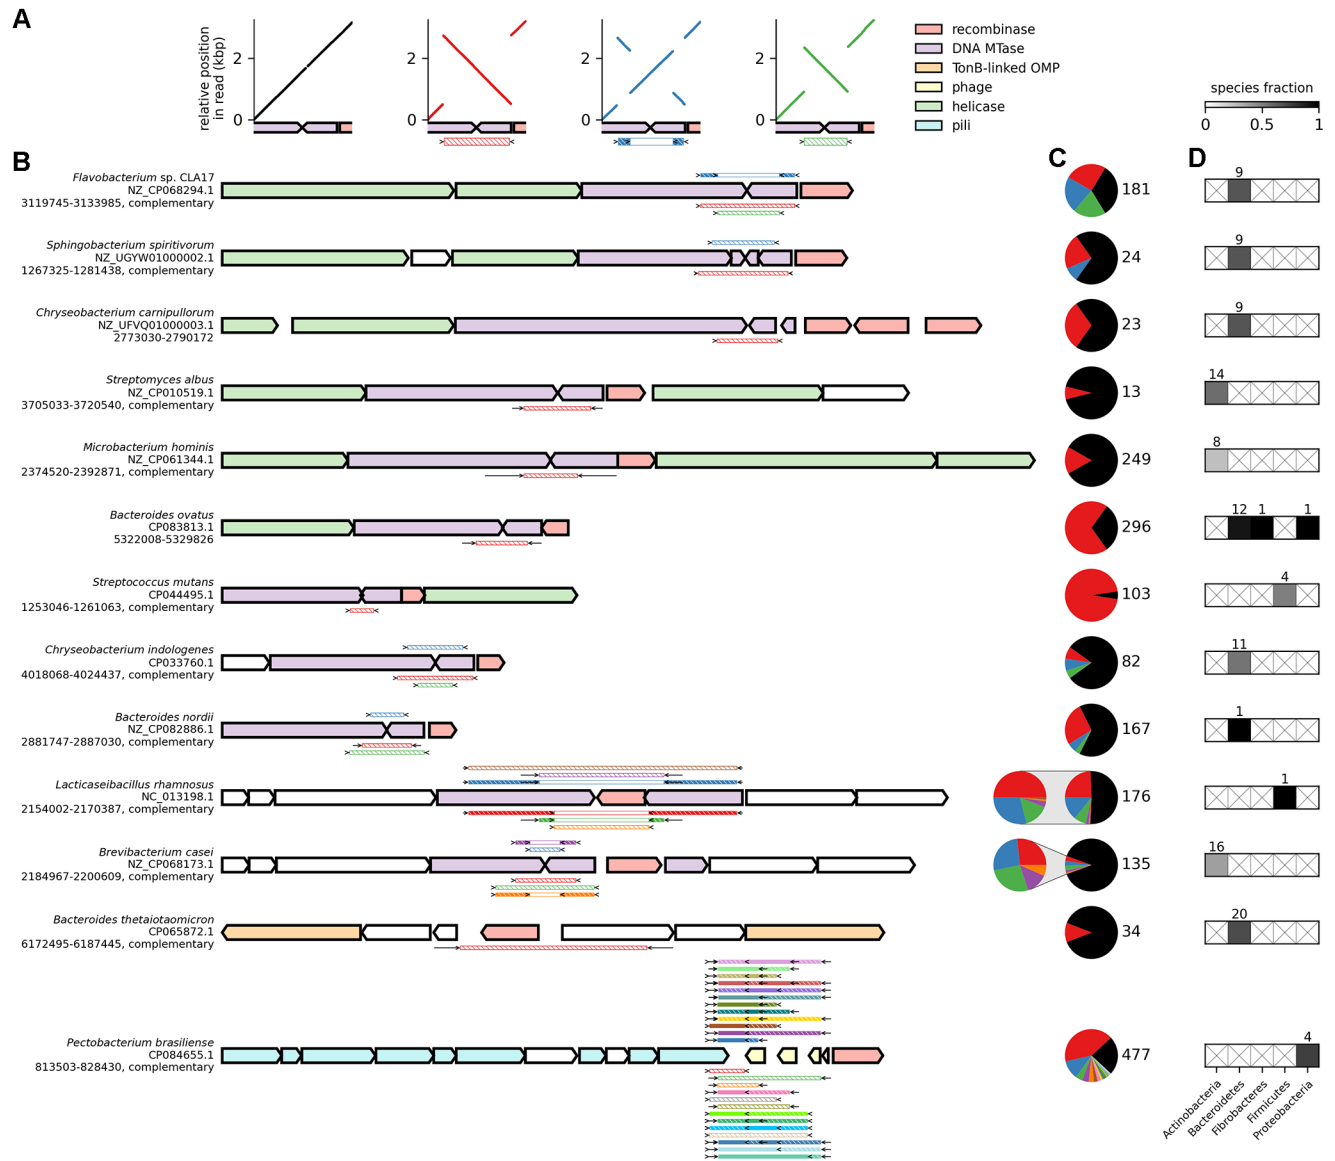 A
relative position
in read (kbp)
2
0
2
0
2
0
2
0
recombinase
DNA MTase
TonB-linked OMP
phage
helicase
pili
species fraction
0 0.5 1
B
C
D
Flavobacterium sp. CLA17
NZ_CP068294.1
3119745-3133985, complementary
181
9
Sphingobacterium spiritivorum
NZ_UGYW01000002.1
1267325-1281438, complementary
24
9
Chryseobacterium carnipullorum
NZ_UFVQ01000003.1
2773030-2790172
23
9
Streptomyces albus
NZ_CP010519.1
3705033-3720540, complementary
13
14
Microbacterium hominis
NZ_CP061344.1
2374520-2392871, complementary
249
8
Bacteroides ovatus
CP083813.1
5322008-5329826
296
12 1 1
Streptococcus mutans
CP044495.1
1253046-1261063, complementary
103
4
Chryseobacterium indologenes
CP033760.1
4018068-4024437, complementary
82
11
Bacteroides nordii
NZ_CP082886.1
2881747-2887030, complementary
167
1
Lacticaseibacillus rhamnosus
NC_013198.1
2154002-2170387, complementary
176
1
Brevibacterium casei
NZ_CP068173.1
2184967-2200609, complementary
135
16
Bacteroides thetaiotaomicron
CP065872.1
6172495-6187445, complementary
34
20
Pectobacterium brasiliense
CP084655.1
813503-828430, complementary
477
4
Actinobacteria
Bacteroidetes
Fibrobacteres
Firmicutes
Proteobacteria